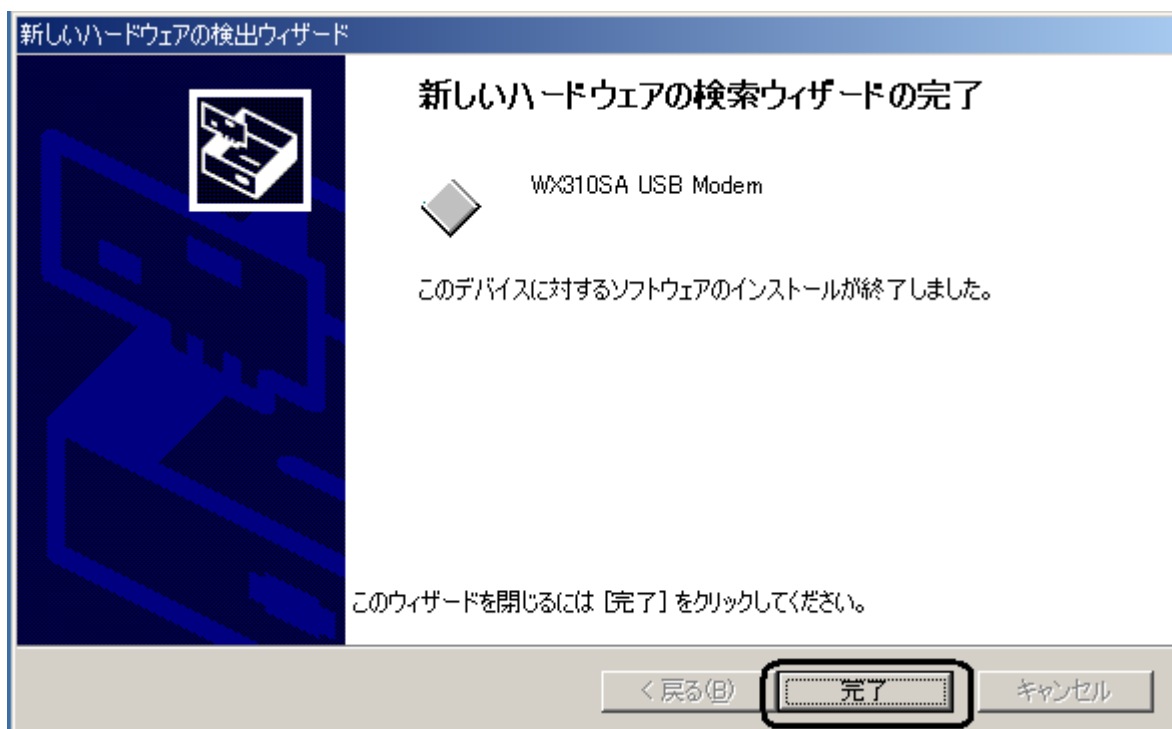 新しいハードウェアの検出ウィザード
新しいハードウェアの検索ウィザードの完了
WX310SA USB Modem
このデバイスに対するソフトウェアのインストールが終了しました。
このウィザードを閉じるには [完了] をクリックしてください。
< 戻る(B)
完了
キャンセル